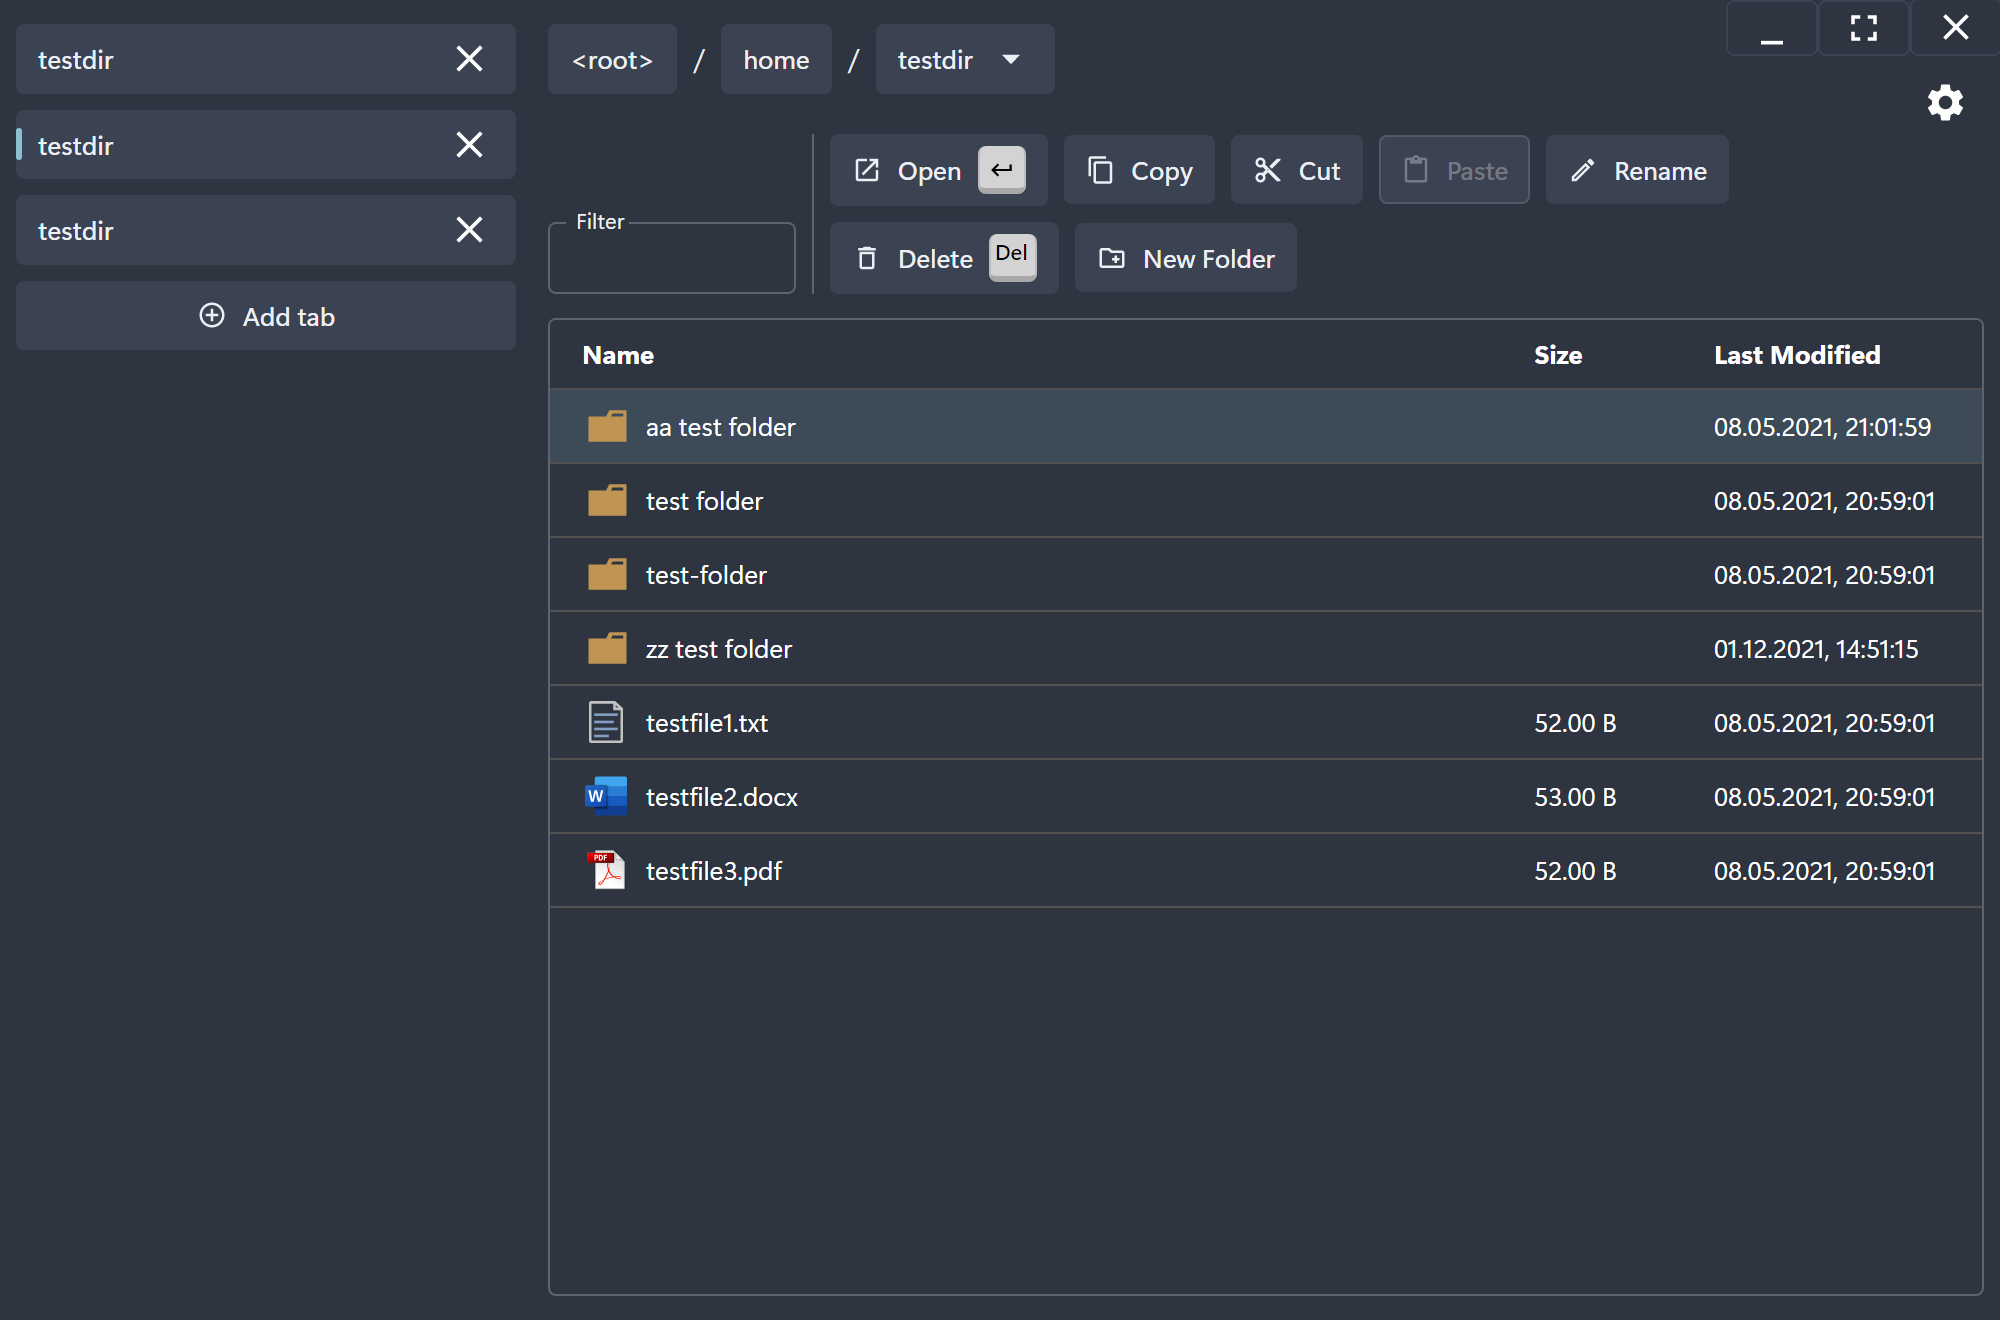 testdir
testdir
testdir
Add tab
<root> / home / testdir
Filter
Open Copy Cut Paste Rename
Delete Del New Folder
Name Size Last Modified
aa test folder 08.05.2021, 21:01:59
test folder 08.05.2021, 20:59:01
test-folder 08.05.2021, 20:59:01
zz test folder 01.12.2021, 14:51:15
testfile1.txt 52.00 B 08.05.2021, 20:59:01
W testfile2.docx 53.00 B 08.05.2021, 20:59:01
PDF testfile3.pdf 52.00 B 08.05.2021, 20:59:01